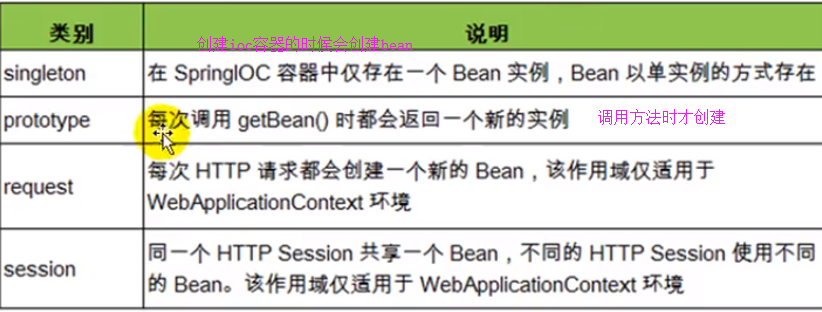 类别 说明
创建ioc容器的时候会创建bean
singleton 在 SpringIOC 容器中仅存在一个 Bean 实例，Bean 以单实例的方式存在
prototype 每次调用 getBean() 时都会返回一个新的实例 调用方法时才创建
request 每次 HTTP 请求都会创建一个新的 Bean，该作用域仅适用于
WebApplicationContext 环境
session 同一个 HTTP Session 共享一个 Bean，不同的 HTTP Session 使用不同
的 Bean。该作用域仅适用于 WebApplicationContext 环境